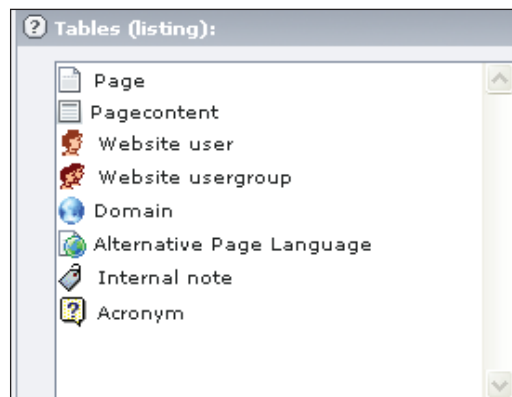 Tables (listing):
Page
Pagecontent
Website user
Website usergroup
Domain
Alternative Page Language
Internal note
Acronym